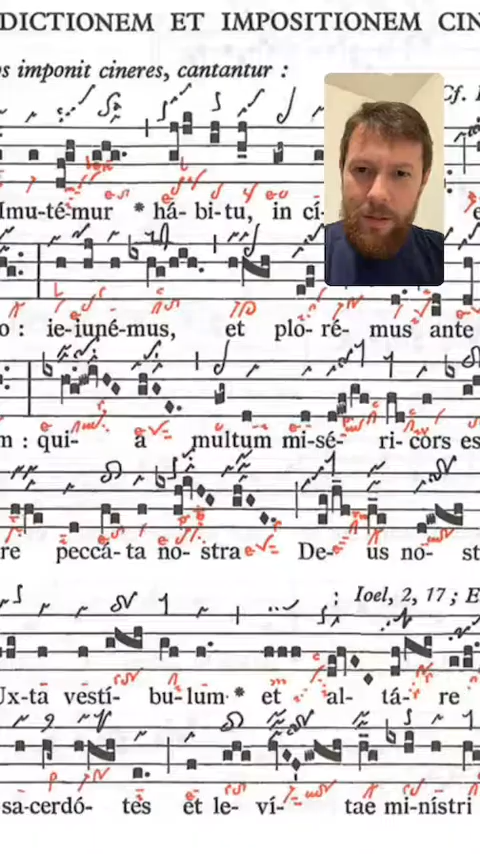 DICTIONEM ET IMPOSITIONEM CIN
os imponit cineres, cantantur :
Cf. I
Imu-té-mur * há- bi-tu, in cí-
o : ie-iuné-mus, et plo- ré- mus ante
m : qui- a multum mi-sé- ri- cors es
re peccá-ta no- stra De- us no- st
Ioel, 2, 17 ; E
Ux-ta vestí- bu-lum * et al- tá- re
sa-cerdó- tes et le- ví- tae mi-nístri